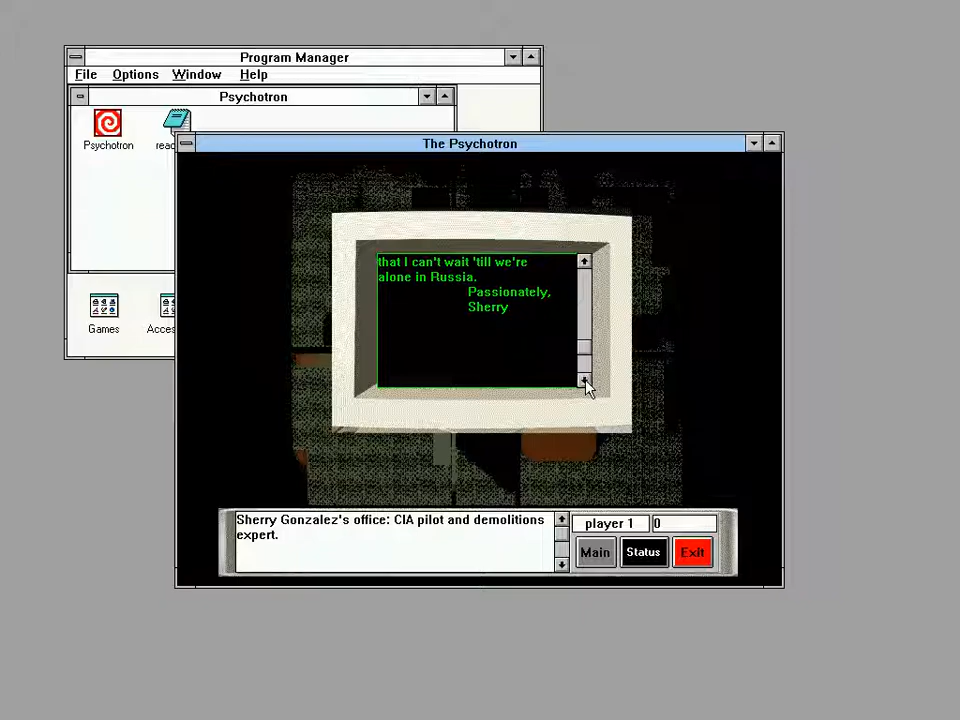 Program Manager
File Options Window Help
Psychotron
Psychotron
The Psychotron
that I can't wait 'till we're
alone in Russia.
Passionately,
Sherry
Games
Sherry Gonzalez's office: CIA pilot and demolitions
expert.
player 1 0
Main Status Exit